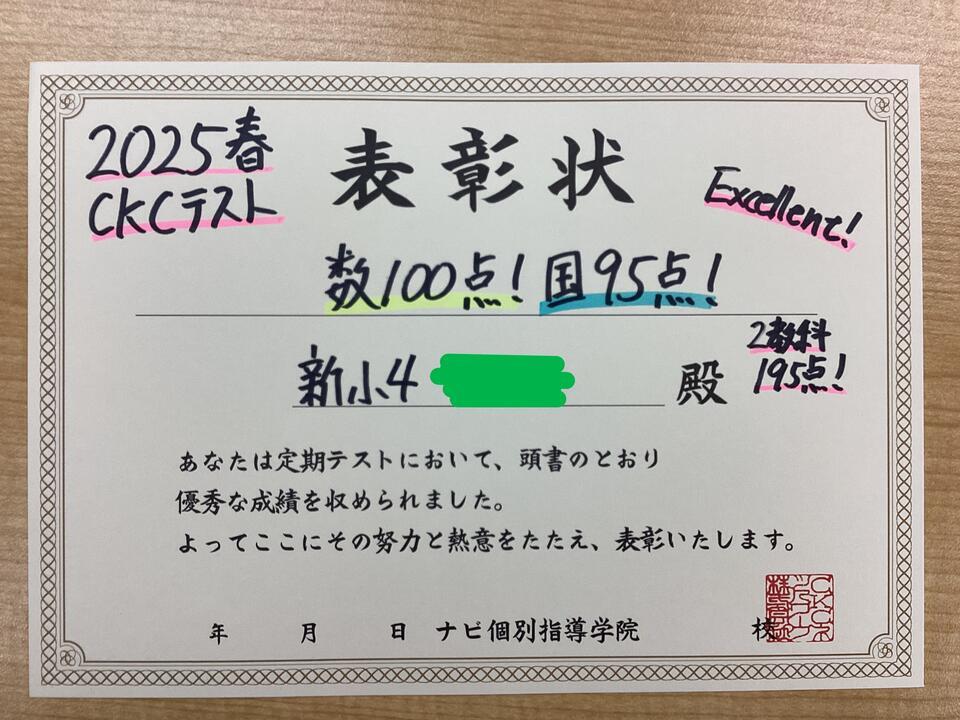 2025春
CKCテスト
表彰状
Excellent!
数100点！国95点！
2教科
195点！
新小4 殿
あなたは定期テストにおいて、頭書のとおり
優秀な成績を収められました。
よってここにその努力と熱意をたたえ、表彰いたします。
年 月 日 ナビ個別指導学院 校